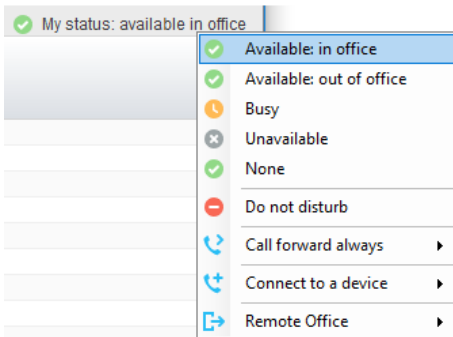 My status: available in office
Available: in office
Available: out of office
Busy
Unavailable
None
Do not disturb
Call forward always
Connect to a device
Remote Office